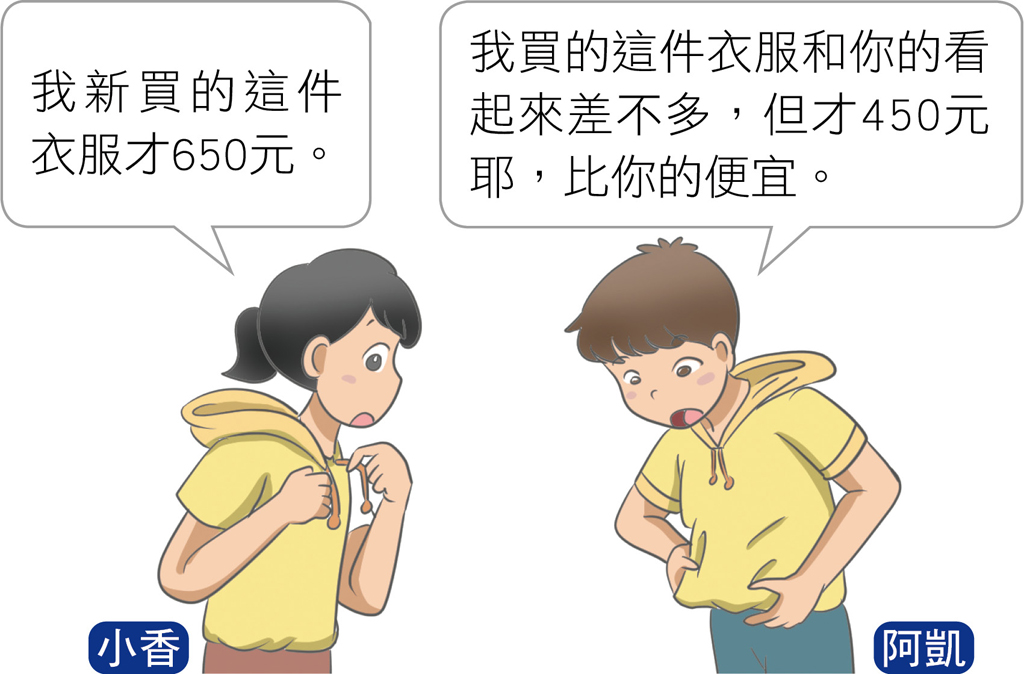 我新買的這件
衣服才650元。
我買的這件衣服和你的看
起來差不多，但才450元
耶，比你的便宜。
小香
阿凱